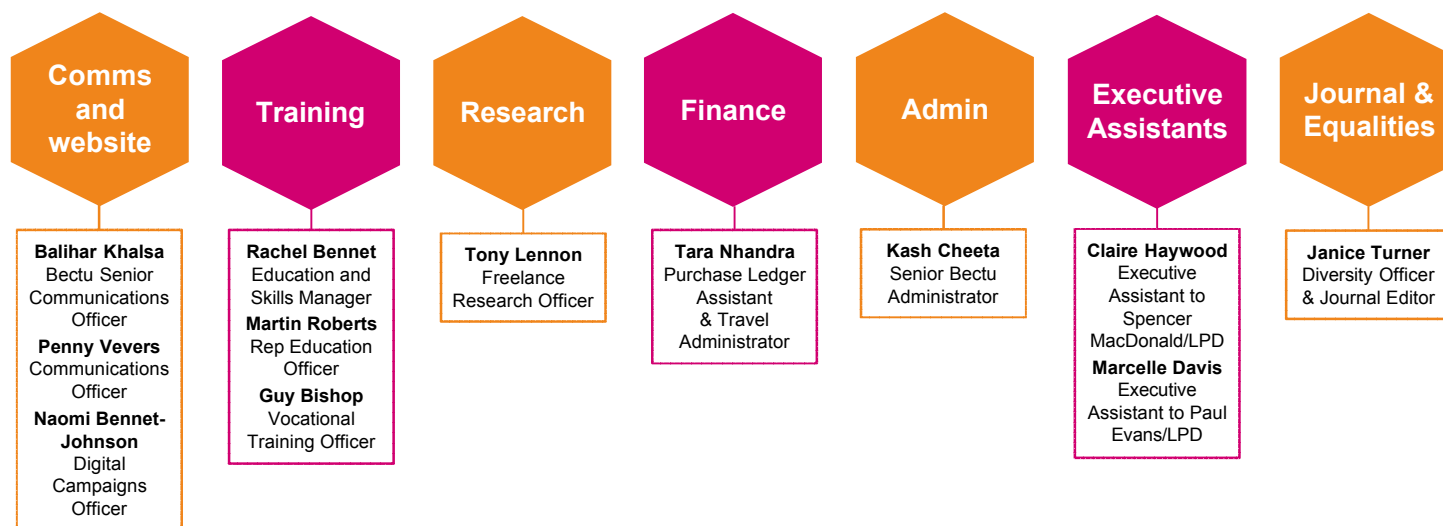 Comms
and
website
Balihar Khalsa
Bectu Senior
Communications
Officer
Penny Vevers
Communications
Officer
Naomi Bennet-
Johnson
Digital
Campaigns
Officer
Training
Rachel Bennet
Education and
Skills Manager
Martin Roberts
Rep Education
Officer
Guy Bishop
Vocational
Training Officer
Research
Tony Lennon
Freelance
Research Officer
Finance
Tara Nhandra
Purchase Ledger
Assistant
& Travel
Administrator
Admin
Kash Cheeta
Senior Bectu
Administrator
Executive
Assistants
Claire Haywood
Executive
Assistant to
Spencer
MacDonald/LPD
Marcelle Davis
Executive
Assistant to Paul
Evans/LPD
Journal &
Equalities
Janice Turner
Diversity Officer
& Journal Editor